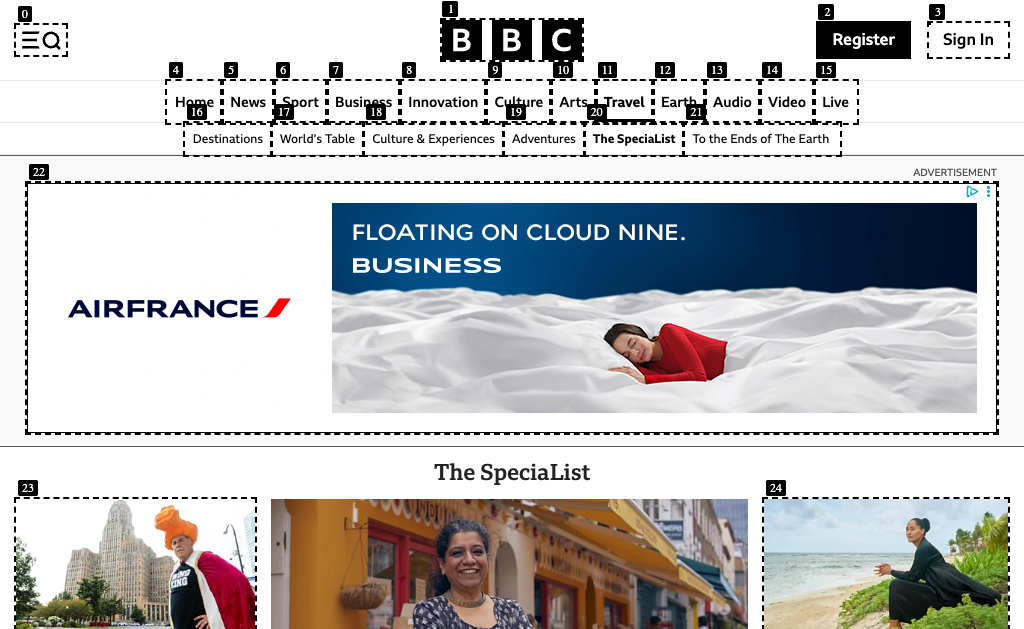 BBC
Register
Sign In
Home News Sport Business Innovation Culture Arts Travel Earth Audio Video Live
Destinations World's Table Culture & Experiences Adventures The SpeciaList To the Ends of The Earth
ADVERTISEMENT
FLOATING ON CLOUD NINE.
BUSINESS
AIRFRANCE
The SpeciaList
WING
KING
0
1
2
3
4
5
6
7
8
9
10
11
12
13
14
15
16
17
18
19
20
21
22
23
24